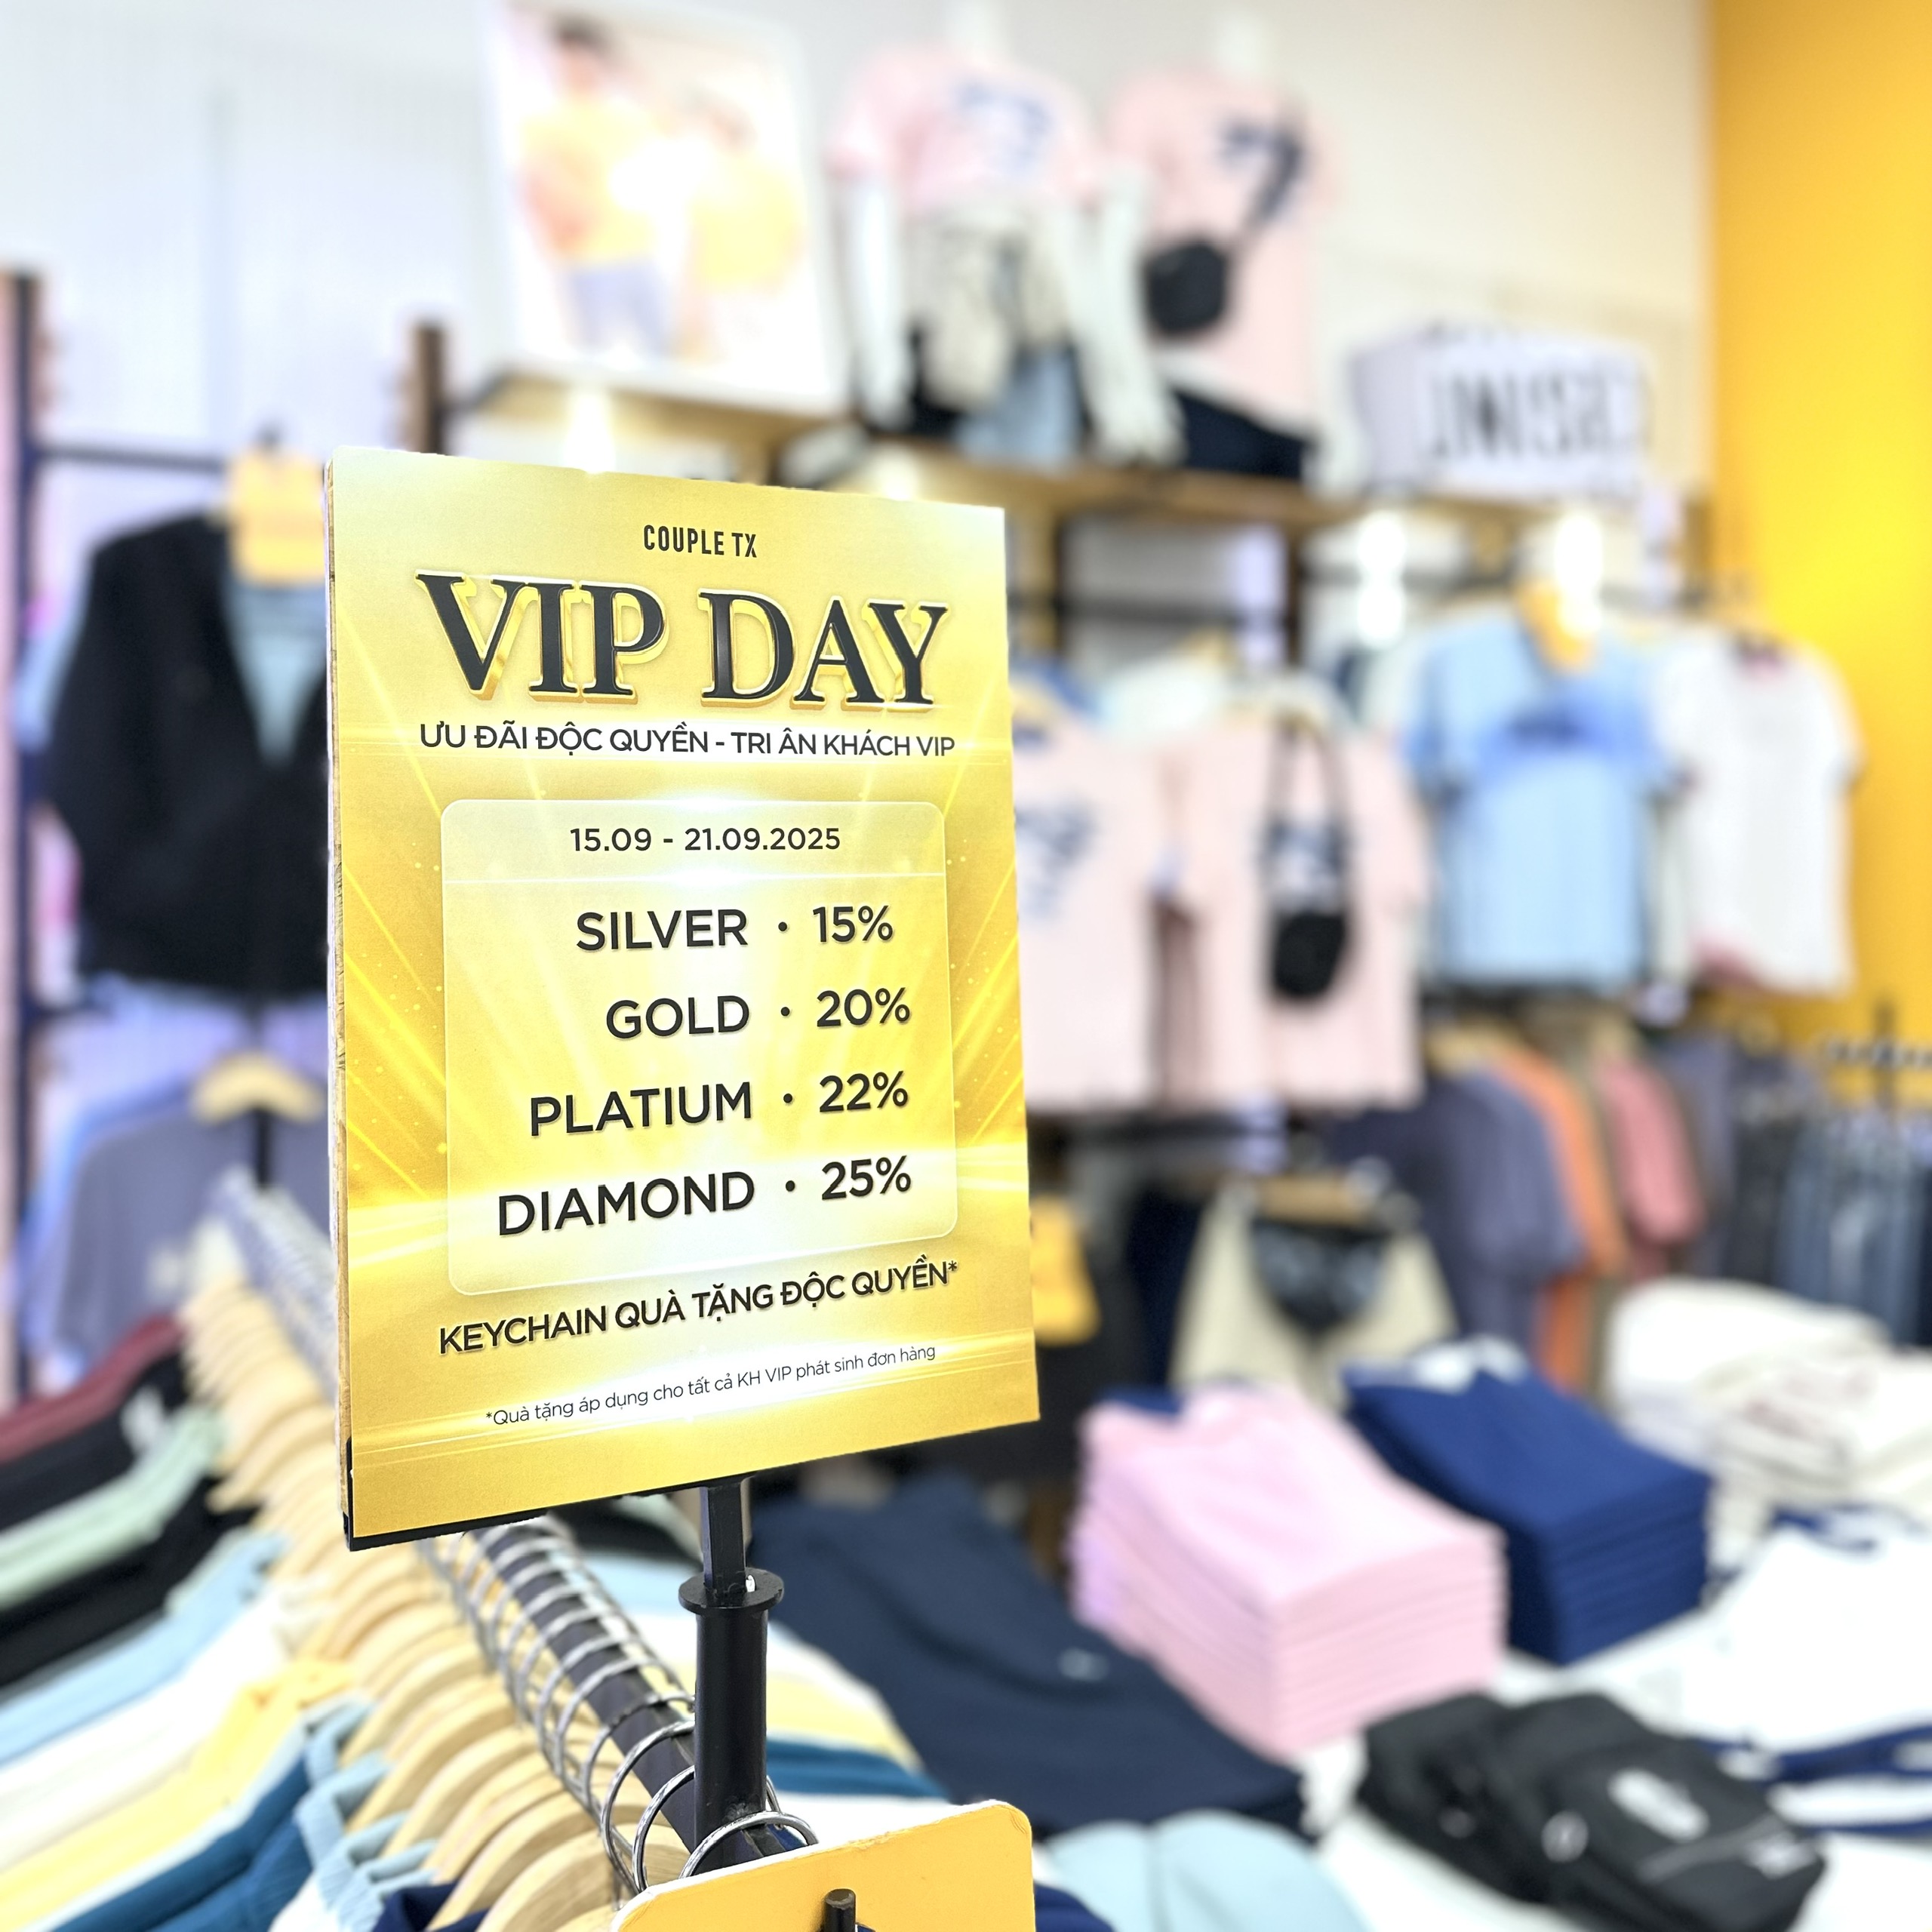 COUPLE TX
VIP DAY
ƯU ĐÃI ĐỘC QUYỀN - TRI ÂN KHÁCH VIP
15.09 - 21.09.2025
SILVER • 15%
GOLD • 20%
PLATIUM • 22%
DIAMOND • 25%
KEYCHAIN QUÀ TẶNG ĐỘC QUYỀN*
*Quà tặng áp dụng cho tất cả KH VIP phát sinh đơn hàng